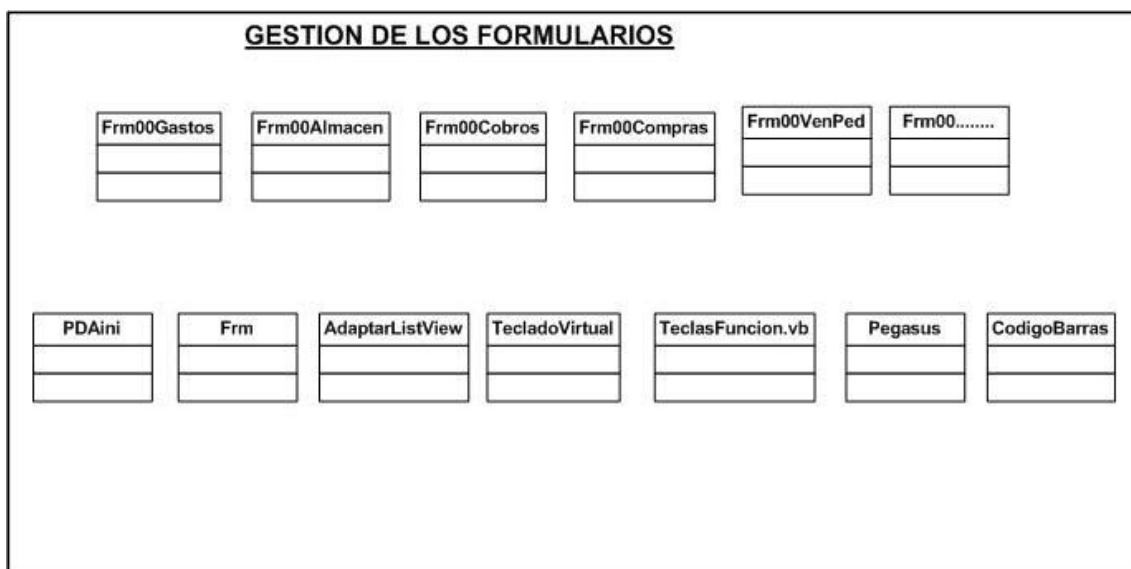 GESTION DE LOS FORMULARIOS
Frm00Gastos
Frm00Almacen
Frm00Cobros
Frm00Compras
Frm00VenPed
Frm00........
PDAini
Frm
AdaptarListView
TecladoVirtual
TeclasFuncion.vb
Pegasus
CodigoBarras